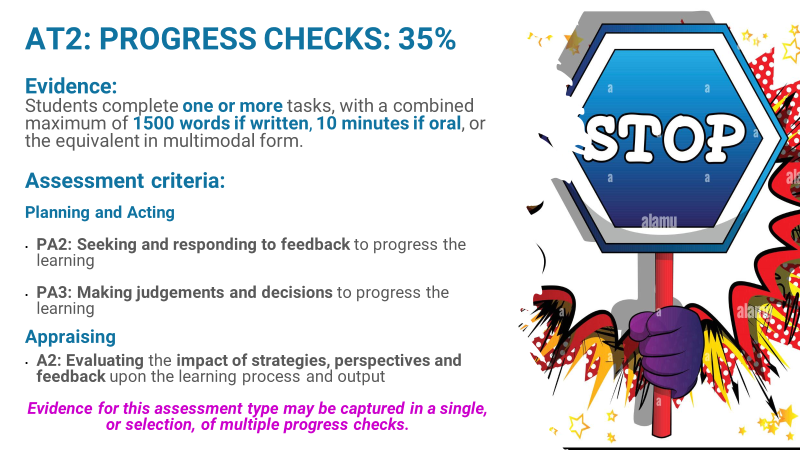 AT2: PROGRESS CHECKS: 35%
Evidence:
Students complete one or more tasks, with a combined
maximum of 1500 words if written, 10 minutes if oral, or
the equivalent in multimodal form.
Assessment criteria:
Planning and Acting
• PA2: Seeking and responding to feedback to progress the
learning
• PA3: Making judgements and decisions to progress the
learning
Appraising
• A2: Evaluating the impact of strategies, perspectives and
feedback upon the learning process and output
Evidence for this assessment type may be captured in a single,
or selection, of multiple progress checks.
STOP
alamy
a
a
a
a
a
a
alamy